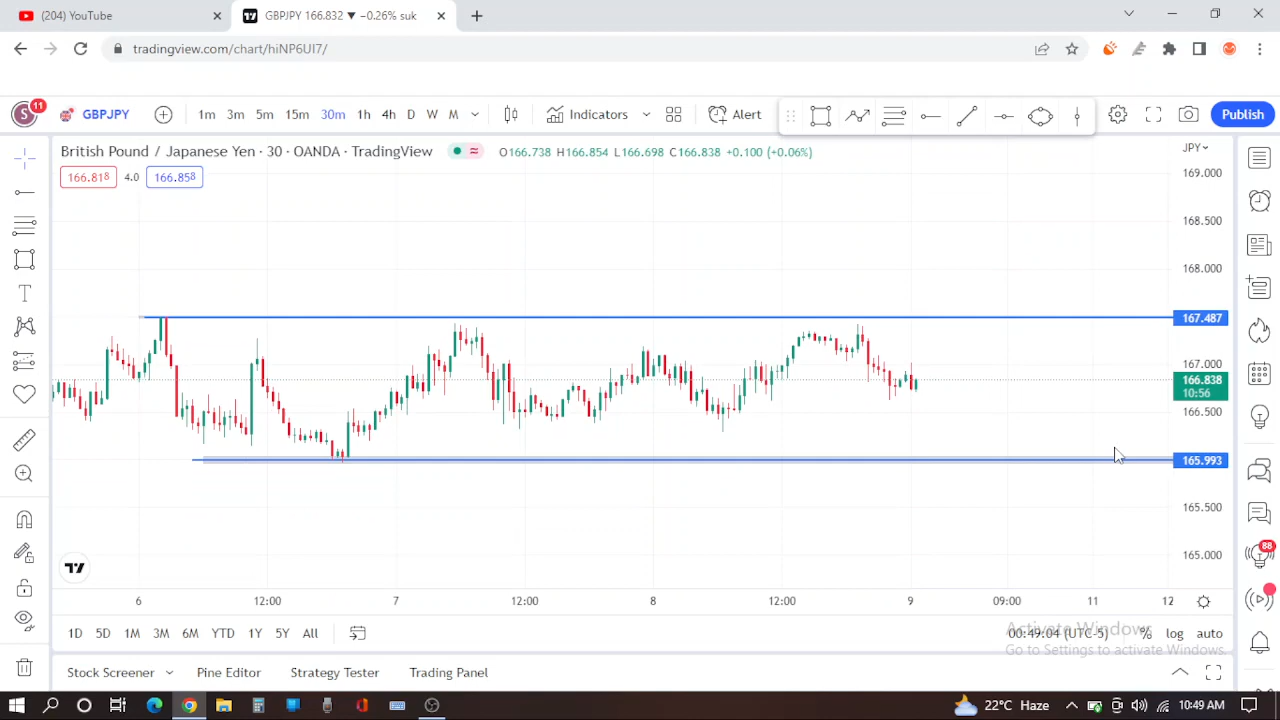 (204) YouTube
GBPJPY 166.832 ▼ −0.26% suk
tradingview.com/chart/hiNP6UI7/
S
11
GBPJPY
1m 3m 5m 15m 30m 1h 4h D W M
Indicators
Alert
Publish
British Pound / Japanese Yen · 30 · OANDA · TradingView
O166.738 H166.854 L166.698 C166.838 +0.100 (+0.06%)
JPY
166.818 4.0 166.858
169.000
168.500
168.000
167.487
167.000
166.838
10:56
166.500
165.993
165.500
165.000
T
88
6 12:00 7 12:00 8 12:00 9 09:00 11 12
1D 5D 1M 3M 6M YTD 1Y 5Y All
00:49:04 (UTC-5) % log auto
Activate Windows
Go to Settings to activate Windows.
Stock Screener Pine Editor Strategy Tester Trading Panel
22°C Haze
10:49 AM